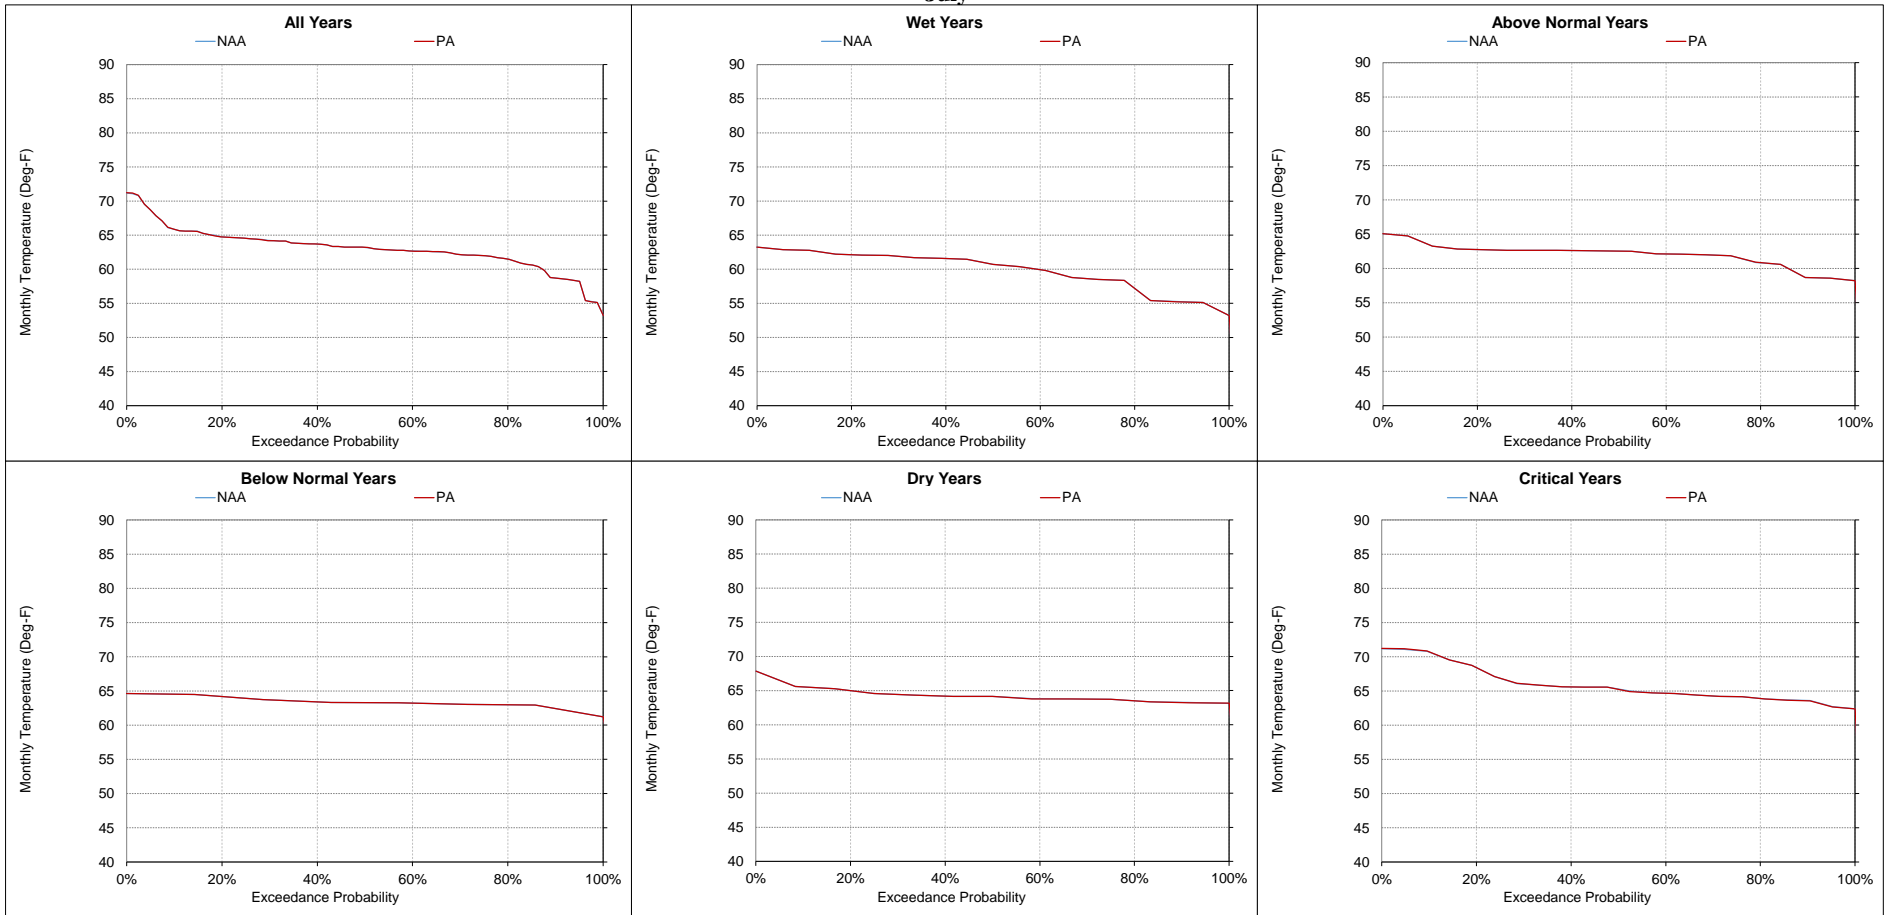 All Years
NAA PA
90
85
80
75
70
65
60
55
50
45
40
Monthly Temperature (Deg-F)
0% 20% 40% 60% 80% 100%
Exceedance Probability
Wet Years
NAA PA
90
85
80
75
70
65
60
55
50
45
40
Monthly Temperature (Deg-F)
0% 20% 40% 60% 80% 100%
Exceedance Probability
Above Normal Years
NAA PA
90
85
80
75
70
65
60
55
50
45
40
Monthly Temperature (Deg-F)
0% 20% 40% 60% 80% 100%
Exceedance Probability
Below Normal Years
NAA PA
90
85
80
75
70
65
60
55
50
45
40
Monthly Temperature (Deg-F)
0% 20% 40% 60% 80% 100%
Exceedance Probability
Dry Years
NAA PA
90
85
80
75
70
65
60
55
50
45
40
Monthly Temperature (Deg-F)
0% 20% 40% 60% 80% 100%
Exceedance Probability
Critical Years
NAA PA
90
85
80
75
70
65
60
55
50
45
40
Monthly Temperature (Deg-F)
0% 20% 40% 60% 80% 100%
Exceedance Probability